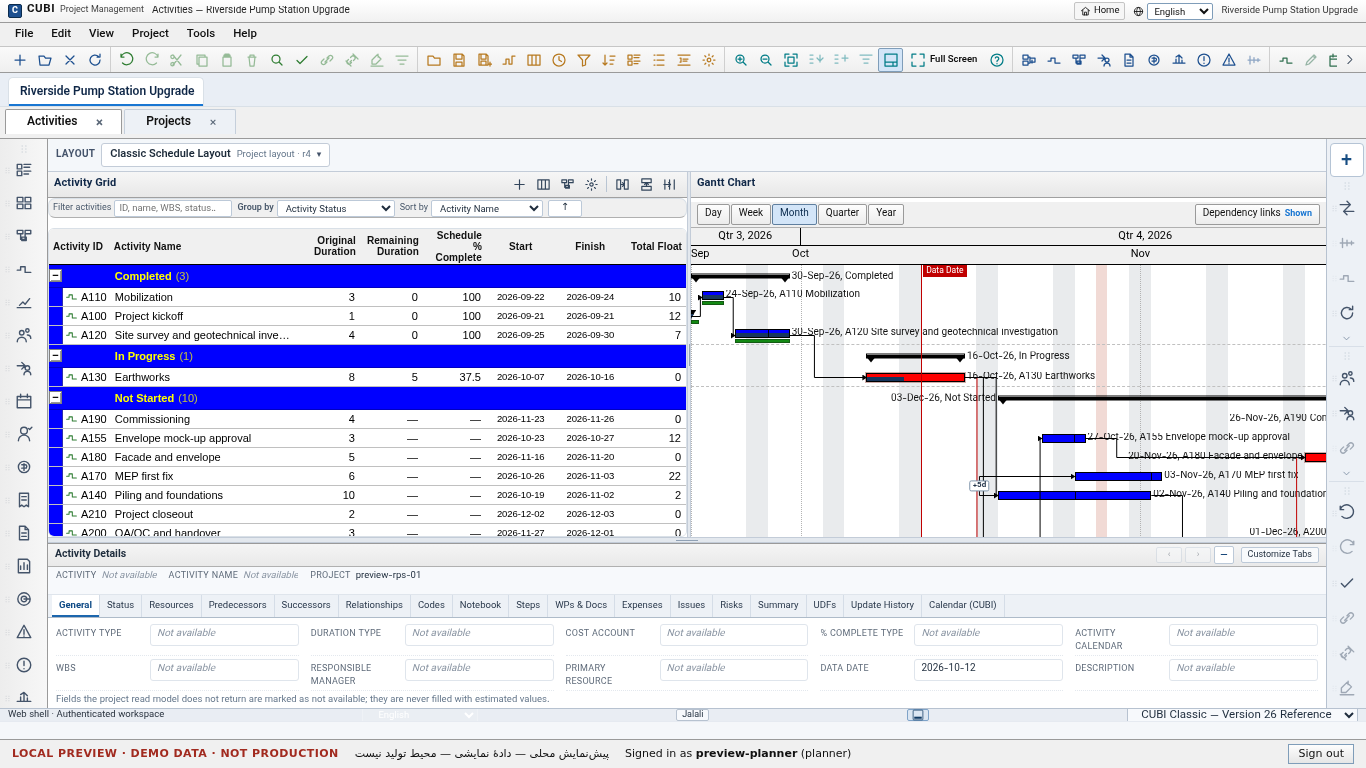 CUBI Project Management Activities — Riverside Pump Station Upgrade Home English Riverside Pump Station Upgrade
File Edit View Project Tools Help
Full Screen
Riverside Pump Station Upgrade
Activities × Projects ×
LAYOUT Classic Schedule Layout Project layout · r4
Activity Grid
Filter activities ID, name, WBS, status.. Group by Activity Status Sort by Activity Name ↑
Activity ID Activity Name Original Duration Remaining Duration Schedule % Complete Start Finish Total Float
Completed (3)
A110 Mobilization 3 0 100 2026-09-22 2026-09-24 10
A100 Project kickoff 1 0 100 2026-09-21 2026-09-21 12
A120 Site survey and geotechnical inve... 4 0 100 2026-09-25 2026-09-30 7
In Progress (1)
A130 Earthworks 8 5 37.5 2026-10-07 2026-10-16 0
Not Started (10)
A190 Commissioning 4 — — 2026-11-23 2026-11-26 0
A155 Envelope mock-up approval 3 — — 2026-10-23 2026-10-27 12
A180 Facade and envelope 5 — — 2026-11-16 2026-11-20 0
A170 MEP first fix 6 — — 2026-10-26 2026-11-03 22
A140 Piling and foundations 10 — — 2026-10-19 2026-11-02 2
A210 Project closeout 2 — — 2026-12-02 2026-12-03 0
A200 QA/QC and handover 3 — — 2026-11-27 2026-12-01 0
Gantt Chart
Day Week Month Quarter Year Dependency links Shown
Qtr 3, 2026 Qtr 4, 2026
Sep Oct Nov
Data Date
30-Sep-26, Completed
24-Sep-26, A110 Mobilization
30-Sep-26, A120 Site survey and geotechnical investigation
16-Oct-26, In Progress
16-Oct-26, A130 Earthworks
03-Dec-26, Not Started
26-Nov-26, A190 Con
27-Oct-26, A155 Envelope mock-up approval
20-Nov-26, A180 Facade and envelope
03-Nov-26, A170 MEP first fix
+5d
02-Nov-26, A140 Piling and foundation
01-Dec-26, A200
Activity Details
‹ › − Customize Tabs
ACTIVITY Not available ACTIVITY NAME Not available PROJECT preview-rps-01
General Status Resources Predecessors Successors Relationships Codes Notebook Steps WPs & Docs Expenses Issues Risks Summary UDFs Update History Calendar (CUBI)
ACTIVITY TYPE Not available DURATION TYPE Not available COST ACCOUNT Not available % COMPLETE TYPE Not available ACTIVITY CALENDAR Not available
WBS Not available RESPONSIBLE MANAGER Not available PRIMARY RESOURCE Not available DATA DATE 2026-10-12 DESCRIPTION Not available
Fields the project read model does not return are marked as not available; they are never filled with estimated values.
Web shell · Authenticated workspace English Jalali CUBI Classic — Version 26 Reference
LOCAL PREVIEW · DEMO DATA · NOT PRODUCTION پیش‌نمایش محلی — دادهٔ نمایشی — محیط تولید نیست Signed in as preview-planner (planner) Sign out